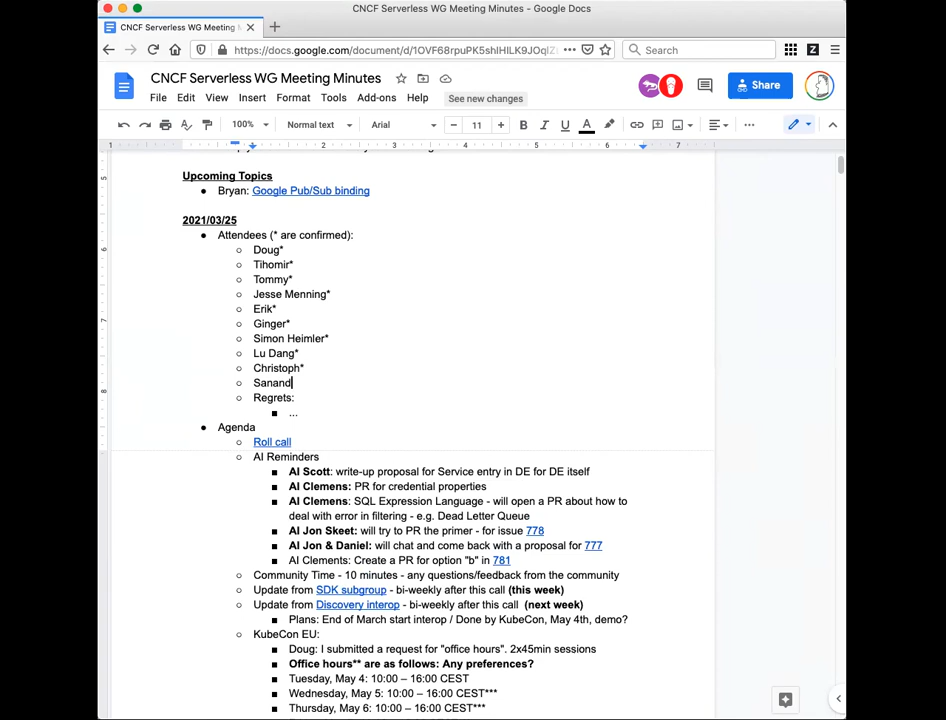 CNCF Serverless WG Meeting Minutes - Google Docs
CNCF Serverless WG Meeting M
https://docs.google.com/document/d/1OVF68rpuPK5shIHILK9JOqlZ
Search
CNCF Serverless WG Meeting Minutes
Share
File Edit View Insert Format Tools Add-ons Help See new changes
100% Normal text Arial 11
1 1 2 3 4 5 6 7
Upcoming Topics
Bryan: Google Pub/Sub binding
2021/03/25
Attendees (* are confirmed):
Doug*
Tihomir*
Tommy*
Jesse Menning*
Erik*
Ginger*
Simon Heimler*
Lu Dang*
Christoph*
Sanand
Regrets:
...
Agenda
Roll call
AI Reminders
AI Scott: write-up proposal for Service entry in DE for DE itself
AI Clemens: PR for credential properties
AI Clemens: SQL Expression Language - will open a PR about how to
deal with error in filtering - e.g. Dead Letter Queue
AI Jon Skeet: will try to PR the primer - for issue 778
AI Jon & Daniel: will chat and come back with a proposal for 777
AI Clements: Create a PR for option "b" in 781
Community Time - 10 minutes - any questions/feedback from the community
Update from SDK subgroup - bi-weekly after this call (this week)
Update from Discovery interop - bi-weekly after this call (next week)
Plans: End of March start interop / Done by KubeCon, May 4th, demo?
KubeCon EU:
Doug: I submitted a request for "office hours". 2x45min sessions
Office hours** are as follows: Any preferences?
Tuesday, May 4: 10:00 – 16:00 CEST
Wednesday, May 5: 10:00 – 16:00 CEST***
Thursday, May 6: 10:00 – 16:00 CEST***